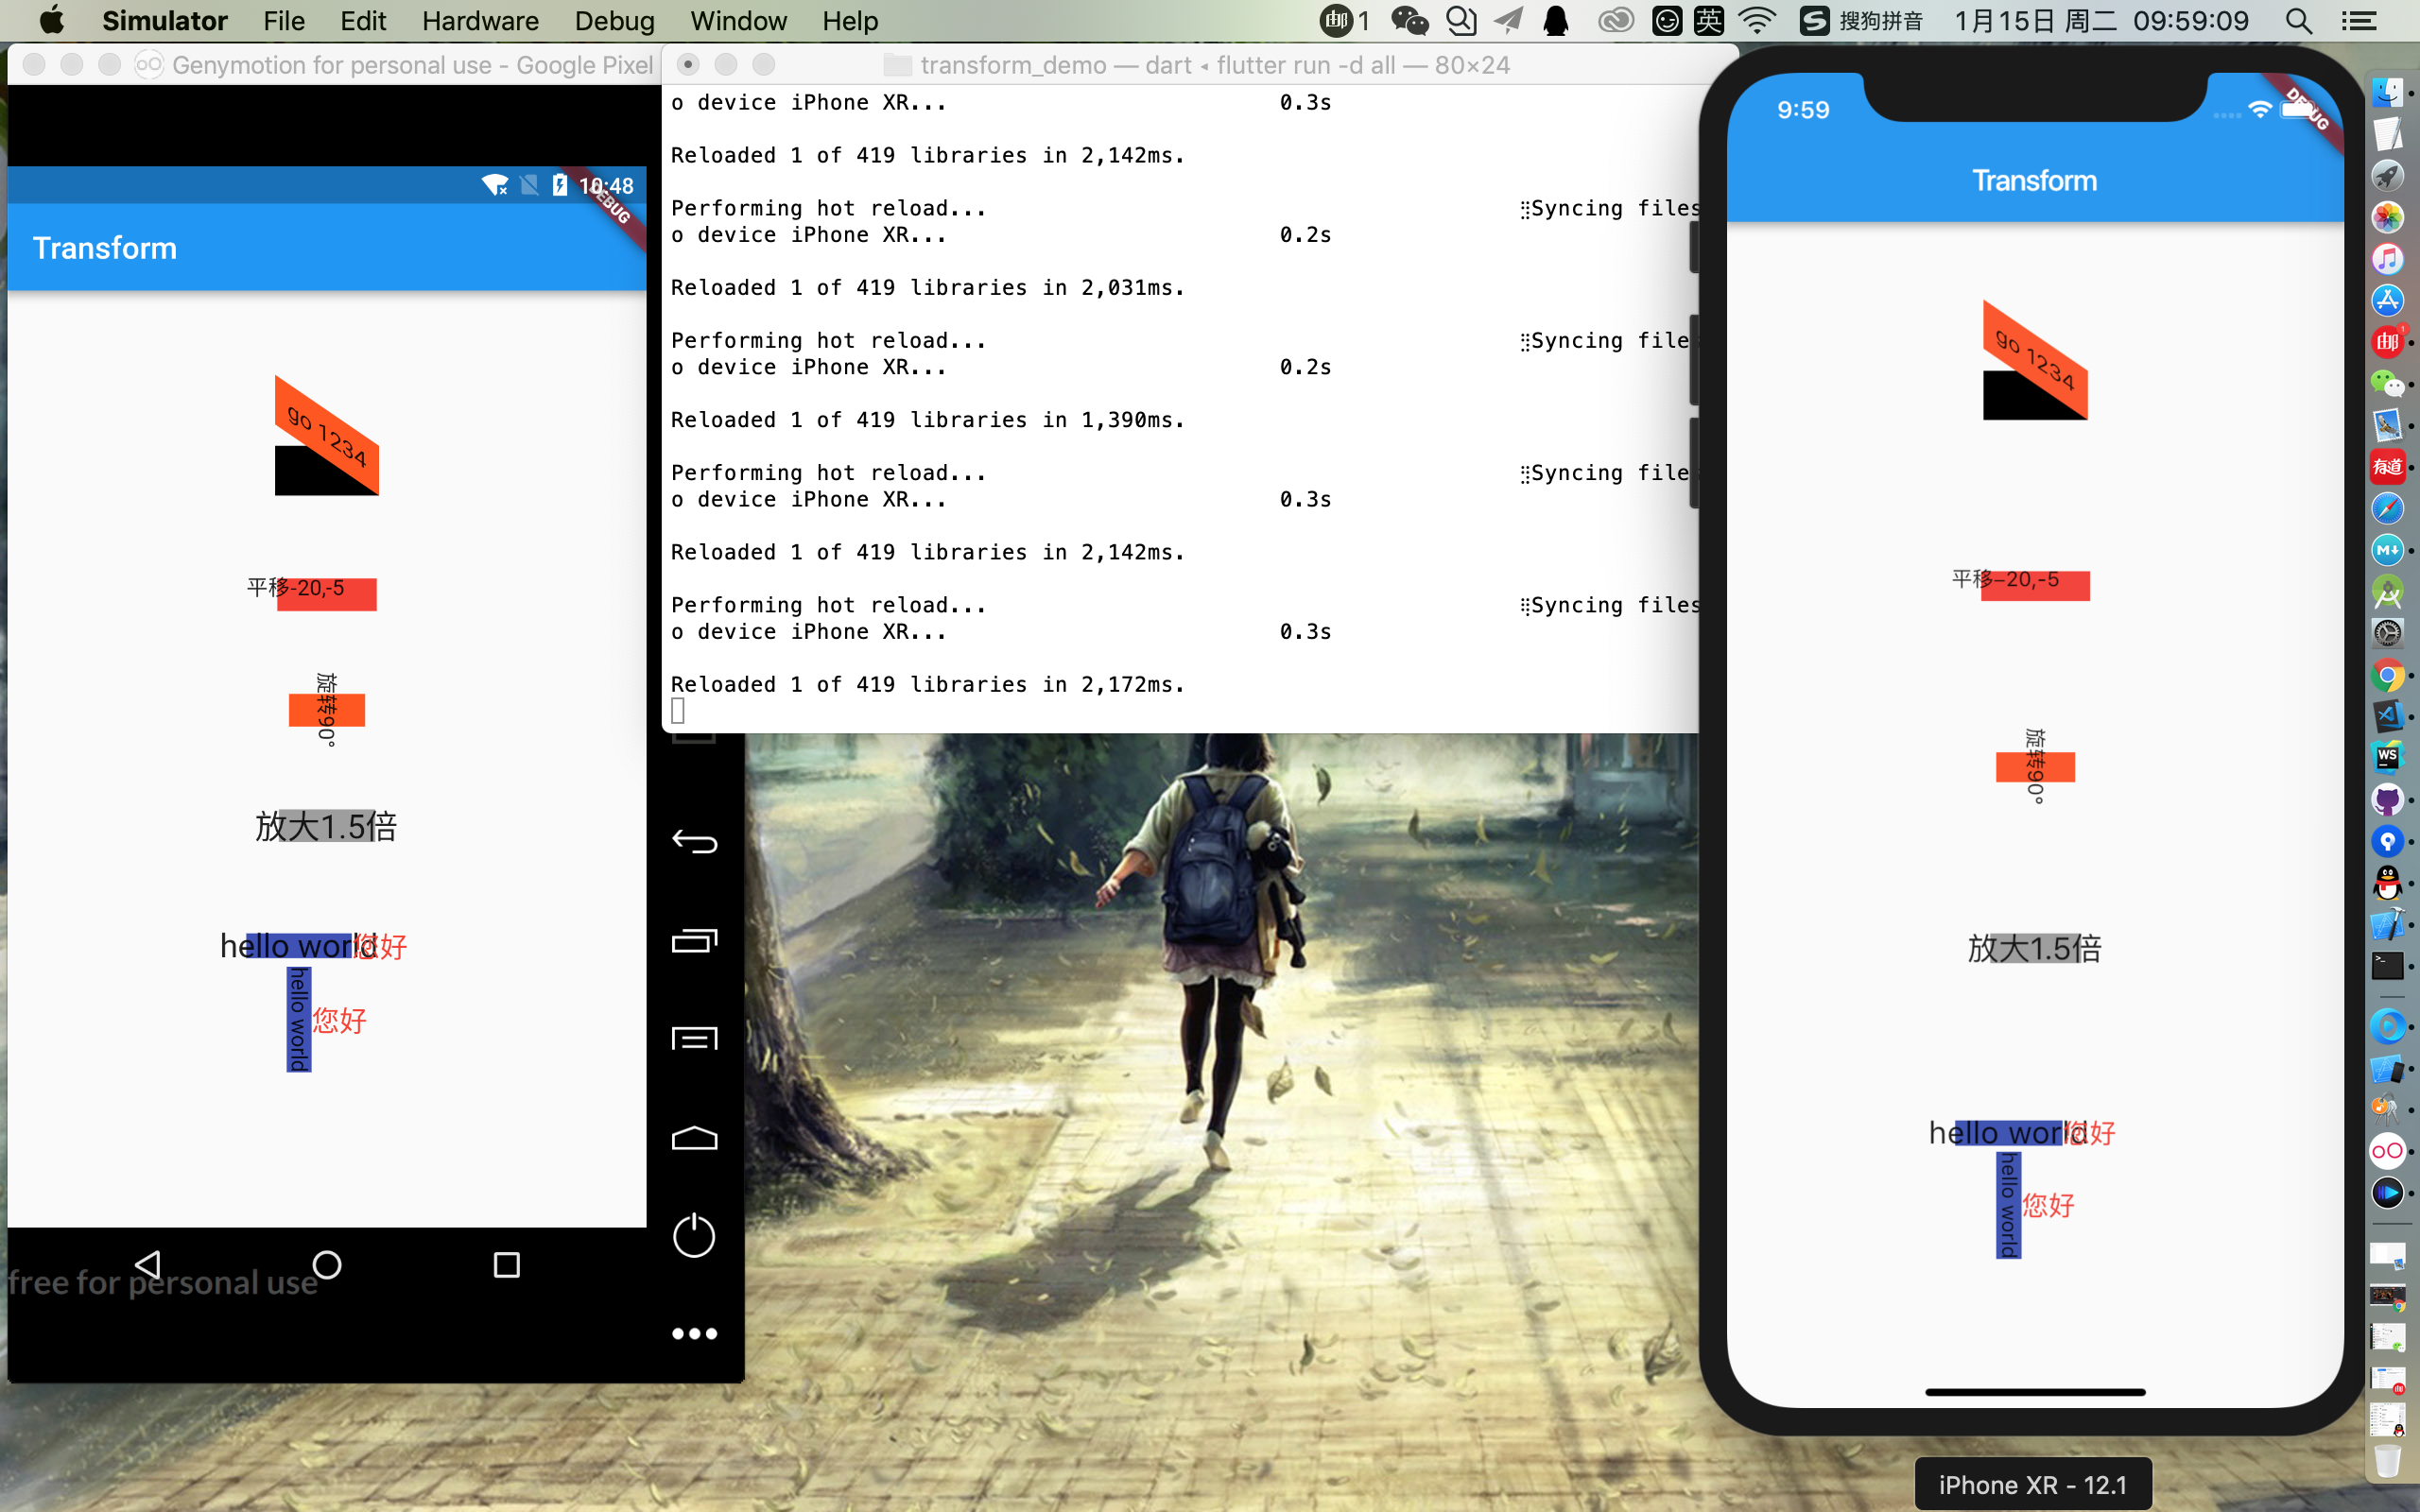 Simulator File Edit Hardware Debug Window Help
邮 1 英 搜狗拼音 1月15日 周二 09:59:09
Genymotion for personal use - Google Pixel
10:48
DEBUG
Transform
go 1234
平移-20,-5
旋转90°
放大1.5倍
hello world您好
hello world
您好
free for personal use
transform_demo — dart ◂ flutter run -d all — 80×24
o device iPhone XR... 0.3s
Reloaded 1 of 419 libraries in 2,142ms.
Performing hot reload... ⣿Syncing files
o device iPhone XR... 0.2s
Reloaded 1 of 419 libraries in 2,031ms.
Performing hot reload... ⣿Syncing file
o device iPhone XR... 0.2s
Reloaded 1 of 419 libraries in 1,390ms.
Performing hot reload... ⣿Syncing file
o device iPhone XR... 0.3s
Reloaded 1 of 419 libraries in 2,142ms.
Performing hot reload... ⣿Syncing files
o device iPhone XR... 0.3s
Reloaded 1 of 419 libraries in 2,172ms.
9:59
DEBUG
Transform
go 1234
平移-20,-5
旋转90°
放大1.5倍
hello world您好
hello world
您好
iPhone XR - 12.1
邮
1
有道
M
WS